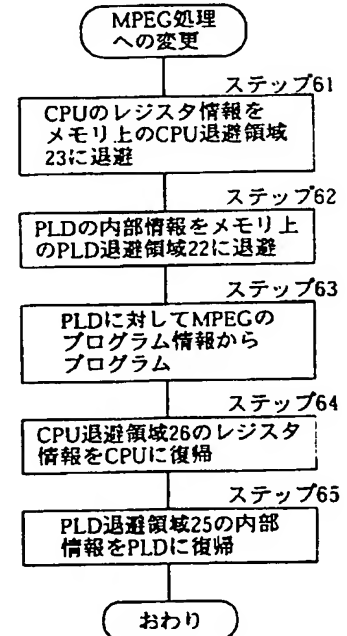 MPEG処理
への変更
ステップ61
CPUのレジスタ情報を
メモリ上のCPU退避領域
23に退避
ステップ62
PLDの内部情報をメモリ上
のPLD退避領域22に退避
ステップ63
PLDに対してMPEGの
プログラム情報から
プログラム
ステップ64
CPU退避領域26のレジスタ
情報をCPUに復帰
ステップ65
PLD退避領域25の内部
情報をPLDに復帰
おわり